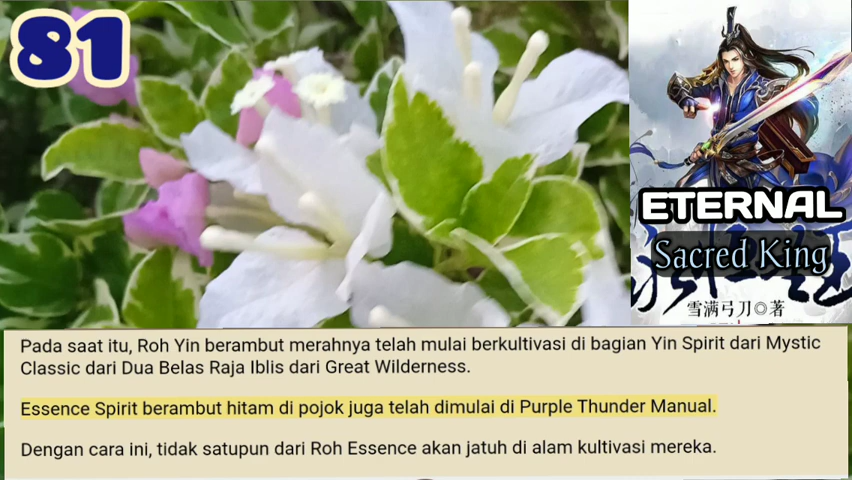 81
ETERNAL
Sacred King
雪满弓刀◎著
Pada saat itu, Roh Yin berambut merahnya telah mulai berkultivasi di bagian Yin Spirit dari Mystic
Classic dari Dua Belas Raja Iblis dari Great Wilderness.
Essence Spirit berambut hitam di pojok juga telah dimulai di Purple Thunder Manual.
Dengan cara ini, tidak satupun dari Roh Essence akan jatuh di alam kultivasi mereka.